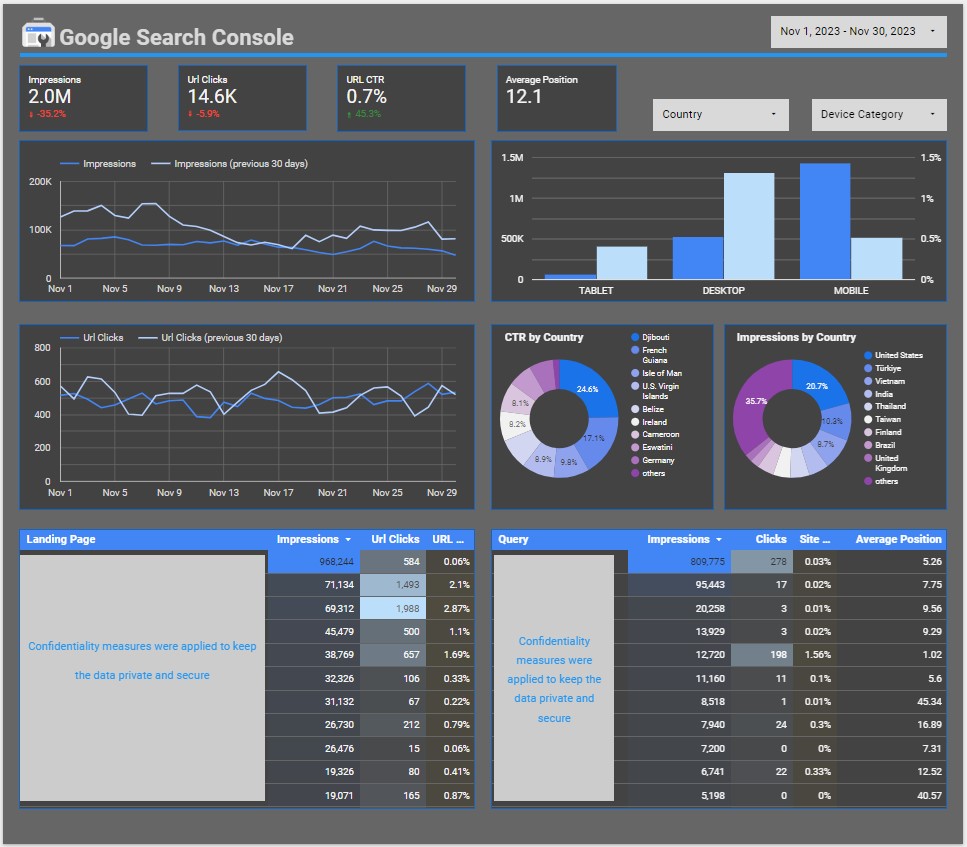 Google Search Console
Nov 1, 2023 - Nov 30, 2023
Impressions
2.0M
-35.2%
Url Clicks
14.6K
-5.9%
URL CTR
0.7%
45.3%
Average Position
12.1
Country
Device Category
Impressions
Impressions (previous 30 days)
200K
100K
0
Nov 1 Nov 5 Nov 9 Nov 13 Nov 17 Nov 21 Nov 25 Nov 29
1.5M
1M
500K
0
1.5%
1%
0.5%
0%
TABLET DESKTOP MOBILE
Url Clicks
Url Clicks (previous 30 days)
800
600
400
200
0
Nov 1 Nov 5 Nov 9 Nov 13 Nov 17 Nov 21 Nov 25 Nov 29
CTR by Country
24.6%
17.1%
9.8%
8.9%
8.2%
8.1%
Djibouti
French
Guiana
Isle of Man
U.S. Virgin
Islands
Belize
Ireland
Cameroon
Eswatini
Germany
others
Impressions by Country
20.7%
10.3%
8.7%
35.7%
United States
Türkiye
Vietnam
India
Thailand
Taiwan
Finland
Brazil
United
Kingdom
others
Landing Page Impressions Url Clicks URL ...
968,244 584 0.06%
71,134 1,493 2.1%
69,312 1,988 2.87%
45,479 500 1.1%
38,769 657 1.69%
32,326 106 0.33%
31,132 67 0.22%
26,730 212 0.79%
26,476 15 0.06%
19,326 80 0.41%
19,071 165 0.87%
Confidentiality measures were applied to keep
the data private and secure
Query Impressions Clicks Site ... Average Position
809,775 278 0.03% 5.26
95,443 17 0.02% 7.75
20,258 3 0.01% 9.56
13,929 3 0.02% 9.29
12,720 198 1.56% 1.02
11,160 11 0.1% 5.6
8,518 1 0.01% 45.34
7,940 24 0.3% 16.89
7,200 0 0% 7.31
6,741 22 0.33% 12.52
5,198 0 0% 40.57
Confidentiality
measures were
applied to keep the
data private and
secure